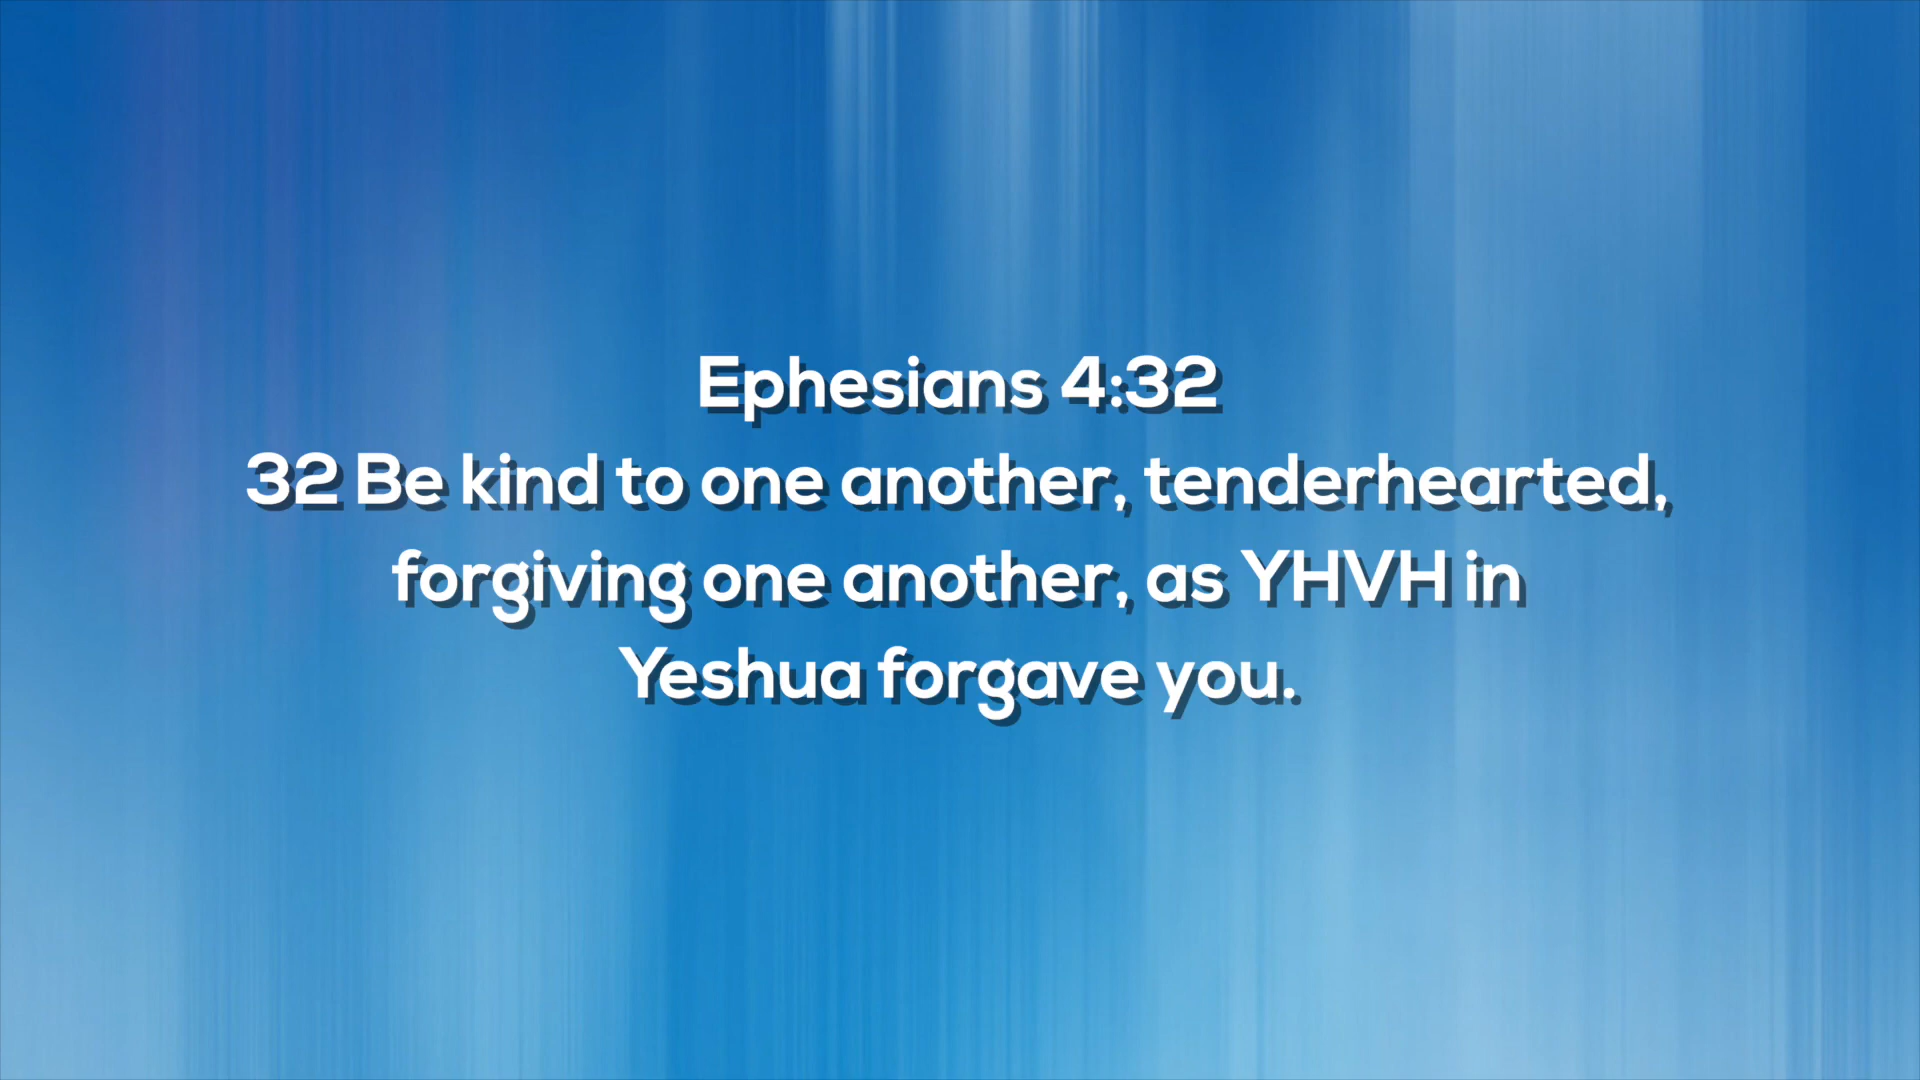 Ephesians 4:32
32 Be kind to one another, tenderhearted,
forgiving one another, as YHVH in
Yeshua forgave you.